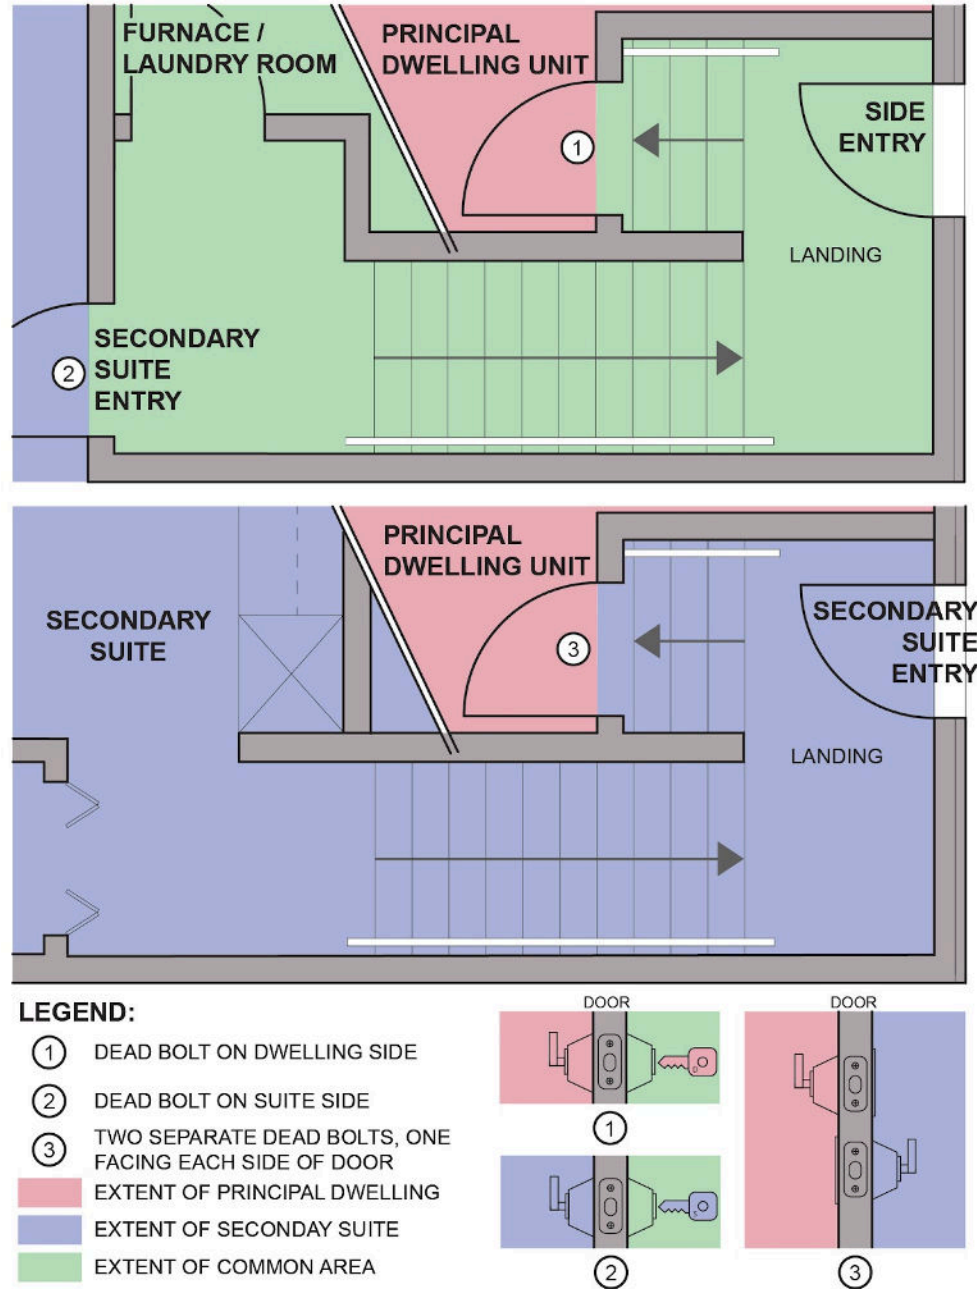 FURNACE /
LAUNDRY ROOM
PRINCIPAL
DWELLING UNIT
1
SIDE
ENTRY
LANDING
SECONDARY
SUITE
ENTRY
2
PRINCIPAL
DWELLING UNIT
SECONDARY
SUITE
3
SECONDARY
SUITE
ENTRY
LANDING
LEGEND:
1 DEAD BOLT ON DWELLING SIDE
2 DEAD BOLT ON SUITE SIDE
3 TWO SEPARATE DEAD BOLTS, ONE
FACING EACH SIDE OF DOOR
EXTENT OF PRINCIPAL DWELLING
EXTENT OF SECONDAY SUITE
EXTENT OF COMMON AREA
DOOR
D
1
S
2
DOOR
3